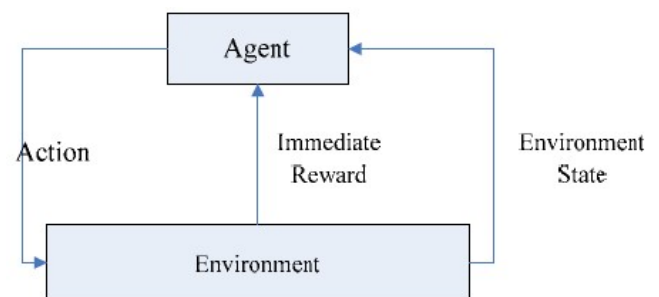 Agent
Action
Immediate
Reward
Environment
State
Environment